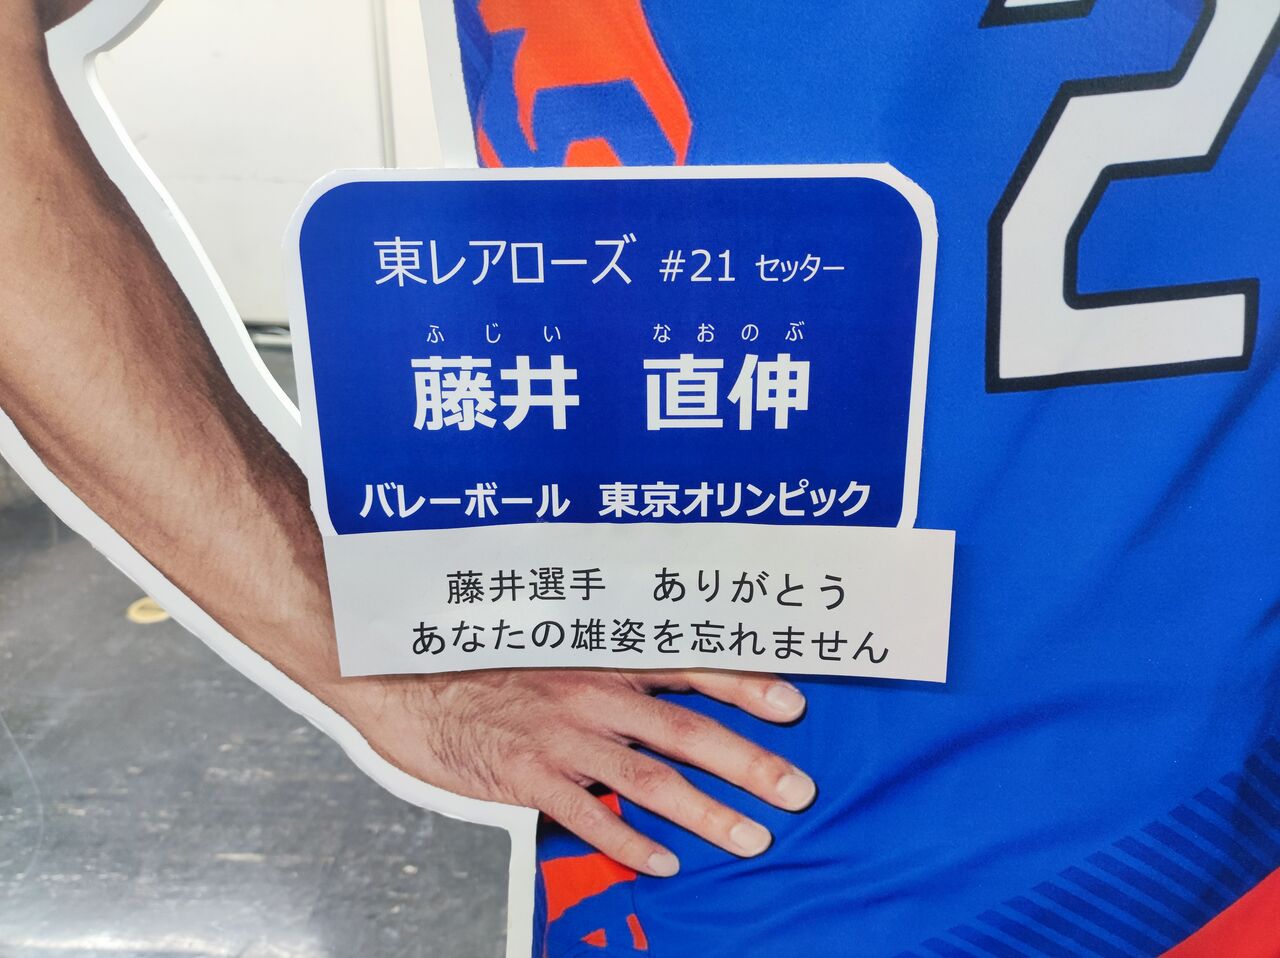 2
東レアローズ #21 セッター
ふじい なおのぶ
藤井 直伸
バレーボール 東京オリンピック
藤井選手 ありがとう
あなたの雄姿を忘れません